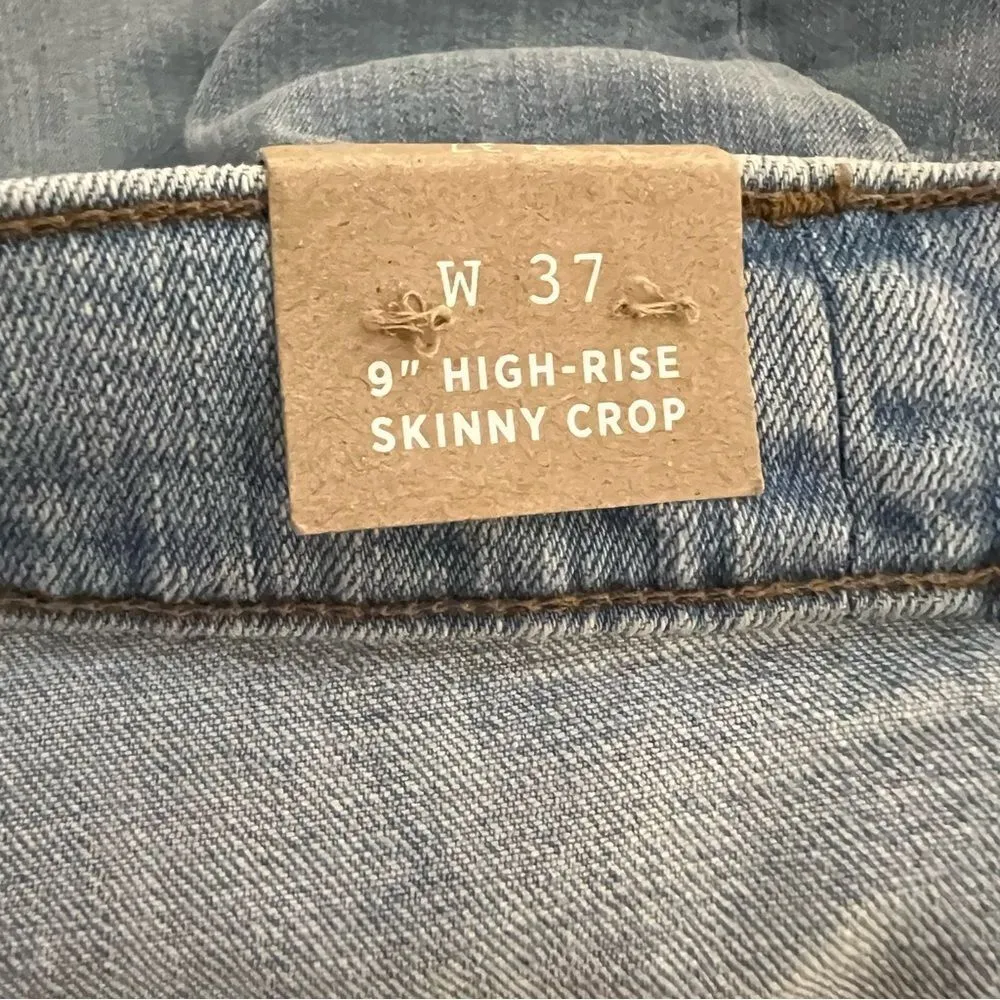 W 37
9" HIGH-RISE
SKINNY CROP